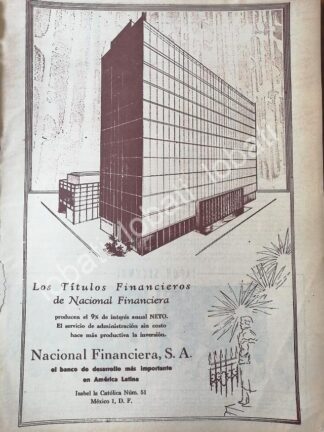 Los Títulos Financieros
de Nacional Financiera
producen el 9% de interés anual NETO.
El servicio de administración sin costo
hace más productiva la inversión.
Nacional Financiera, S. A.
el banco de desarrollo más importante
en América Latina
Isabel la Católica Núm. 51
México 1, D. F.